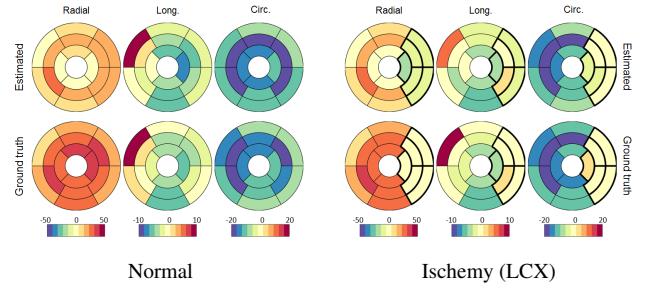 Radial Long. Circ. Radial Long. Circ.
Estimated Estimated
Ground truth Ground truth
0 0 0 0 0 0
-50 50 -10 10 -20 20 -50 50 -10 10 -20 20
Normal Ischemy (LCX)